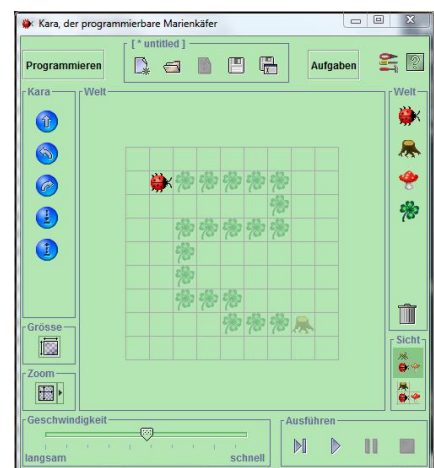 Kara, der programmierbare Marienkäfer
[ * untitled ]
Programmieren
Aufgaben
Kara
Welt
Welt
Grösse
Zoom
Sicht
Geschwindigkeit
langsam
schnell
Ausführen